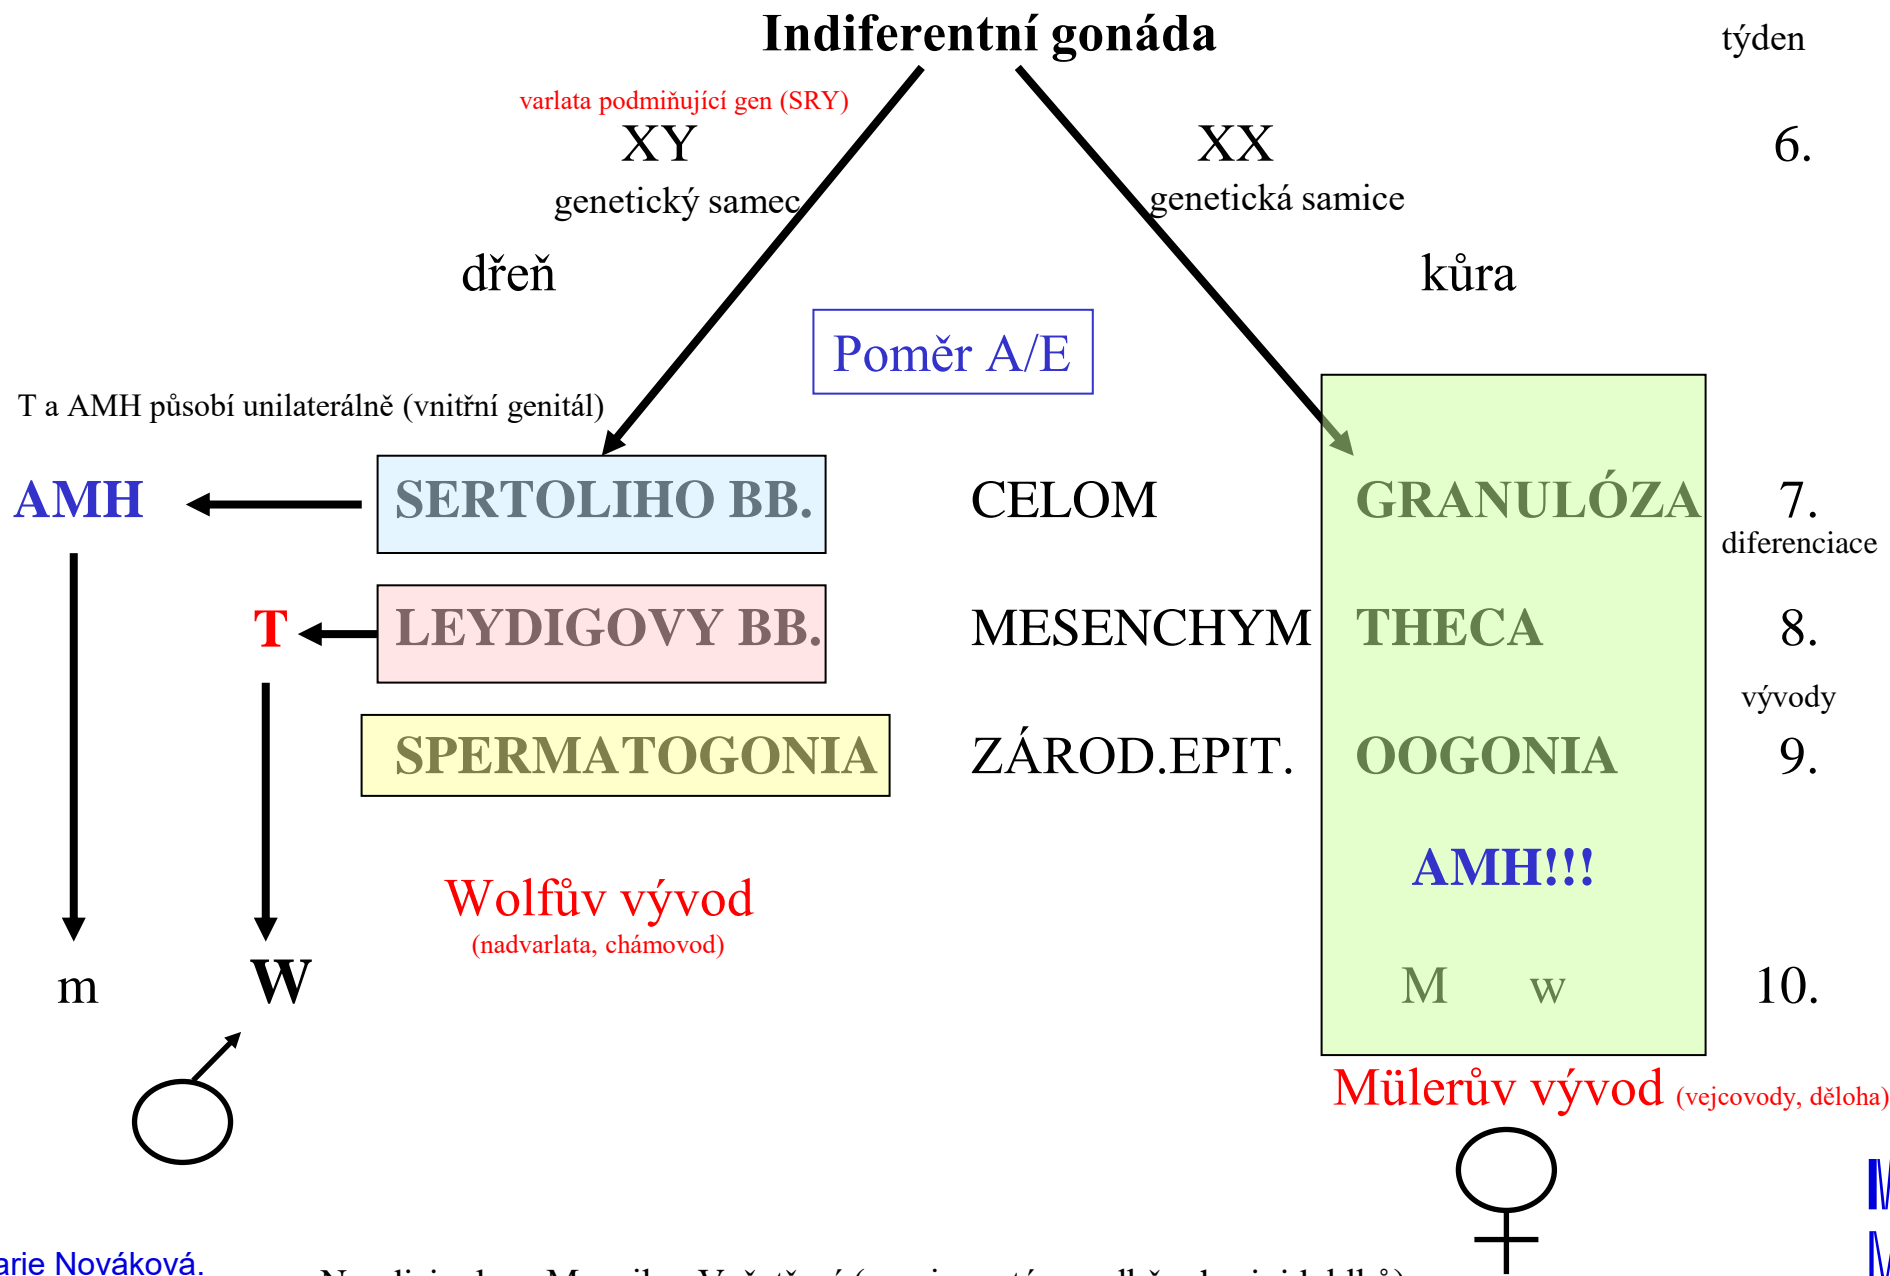 Indiferentní gonáda týden
varlata podmiňující gen (SRY)
XY XX 6.
genetický samec genetická samice
dřeň kůra
Poměr A/E
T a AMH působí unilaterálně (vnitřní genitál)
AMH SERTOLIHO BB. CELOM GRANULÓZA 7.
diferenciace
T LEYDIGOVY BB. MESENCHYM THECA 8.
vývody
SPERMATOGONIA ZÁROD.EPIT. OOGONIA 9.
AMH!!!
Wolfův vývod
(nadvarlata, chámovod)
m W M w 10.
Mülerův vývod (vejcovody, děloha)
Nováková.